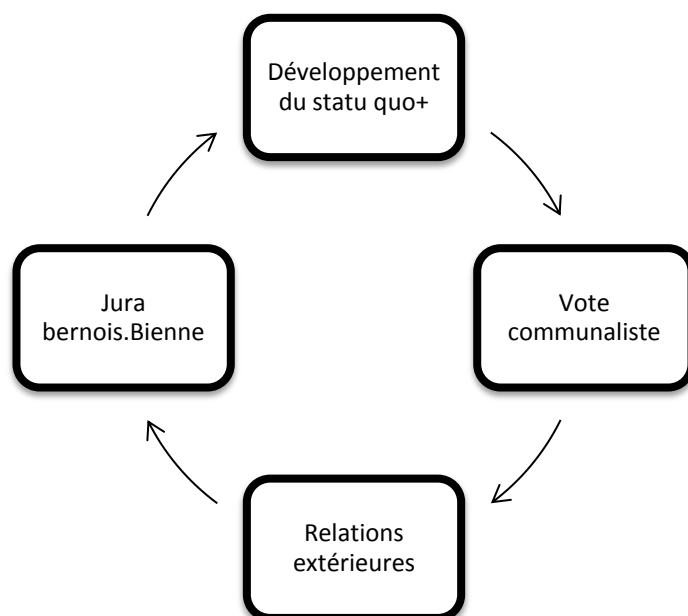 Développement
du statu quo+
Vote
communaliste
Relations
extérieures
Jura
bernois.Bienne